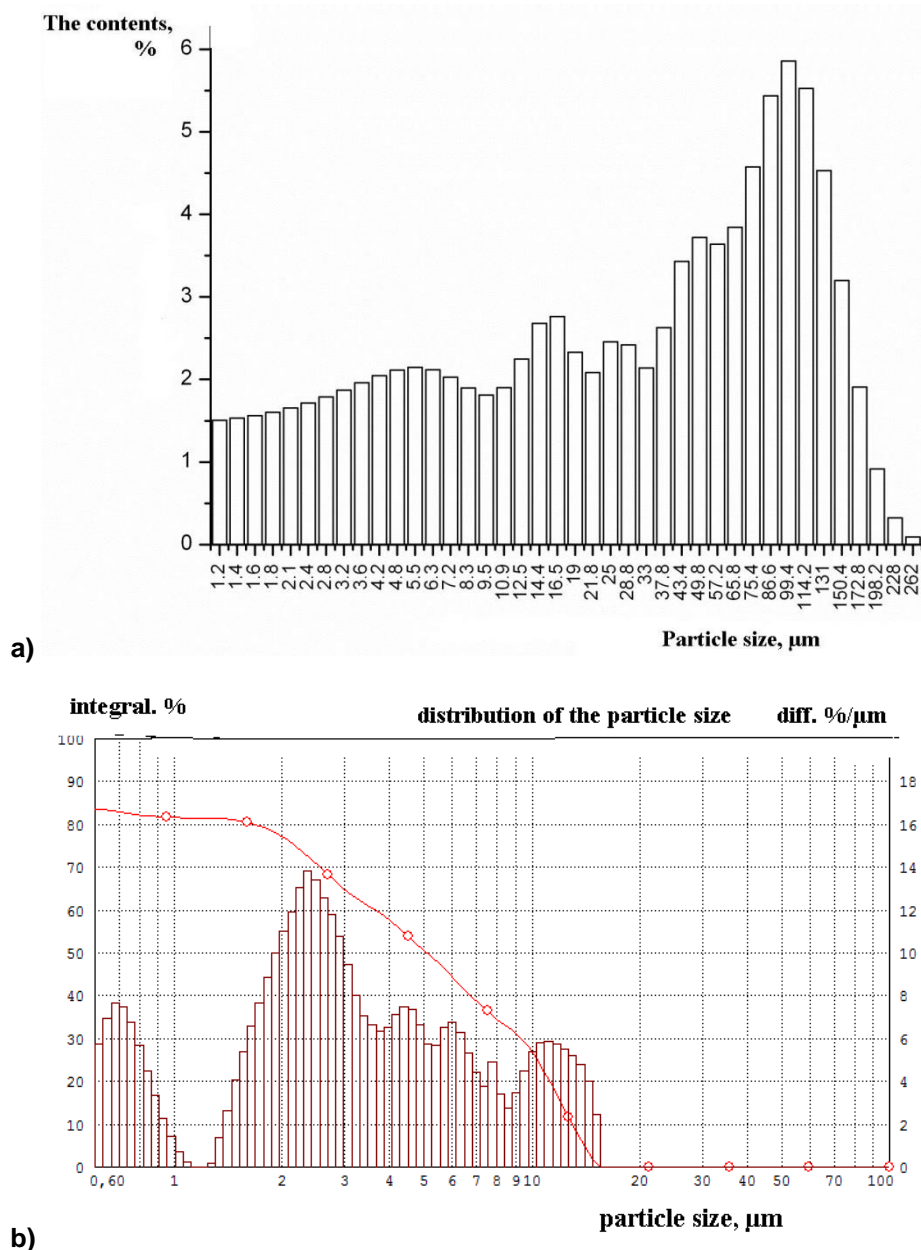 The contents,
%
6
5
4
3
2
1
0
1.2 1.4 1.6 1.8 2.1 2.4 2.8 3.2 3.6 4.2 4.8 5.5 6.3 7.2 8.3 9.5 10.9 12.5 14.4 16.5 19 21.8 25 28.8 33 37.8 43.4 49.8 57.2 65.8 75.4 86.6 99.4 114.2 131 150.4 172.8 198.2 228 262
Particle size, µm
a)
integral. % distribution of the particle size diff. %/µm
100
90 18
80 16
70 14
60 12
50 10
40 8
30 6
20 4
10 2
0 0
0,60 1 2 3 4 5 6 7 8 9 10 20 30 40 50 70 100
particle size, µm
b)